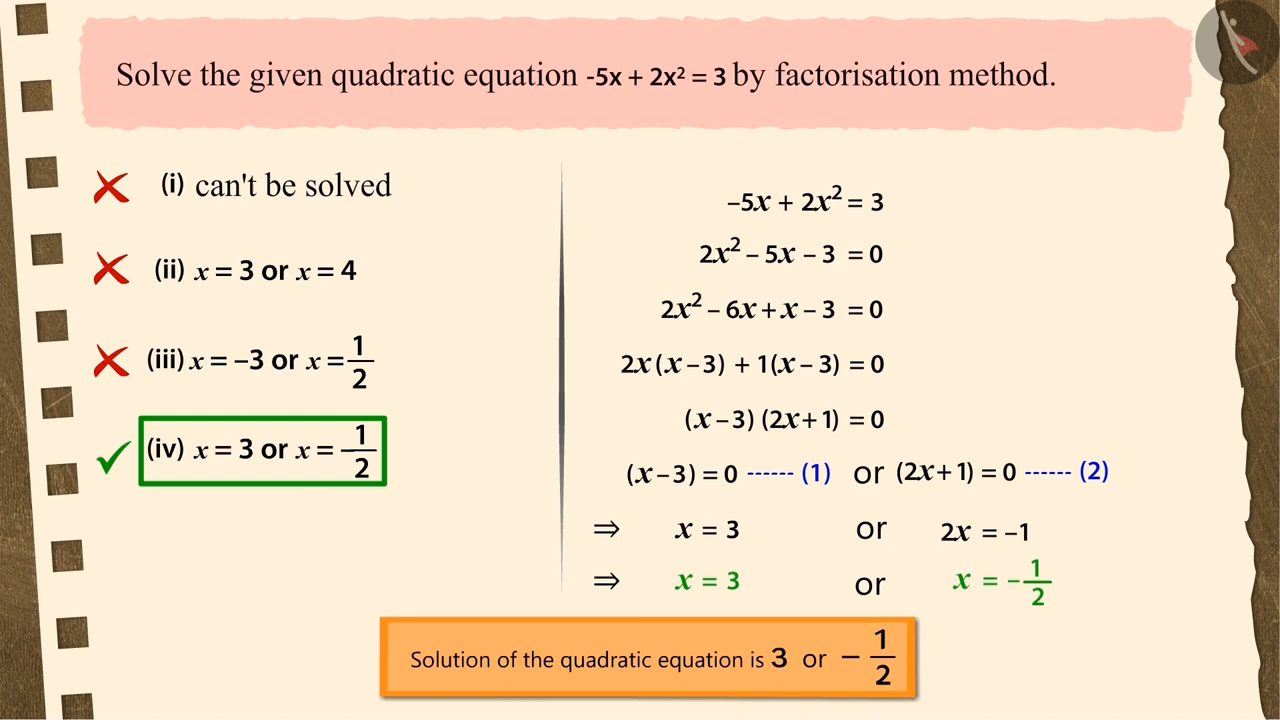 Solve the given quadratic equation -5x + 2x² = 3 by factorisation method.
(i) can't be solved
(ii) x = 3 or x = 4
(iii) x = –3 or x = 1/2
(iv) x = 3 or x = –1/2
–5x + 2x² = 3
2x² – 5x – 3 = 0
2x² – 6x + x – 3 = 0
2x(x – 3) + 1(x – 3) = 0
(x – 3) (2x + 1) = 0
(x – 3) = 0 ------ (1) or (2x + 1) = 0 ------ (2)
⇒ x = 3 or 2x = –1
⇒ x = 3 or x = –1/2
Solution of the quadratic equation is 3 or – 1/2